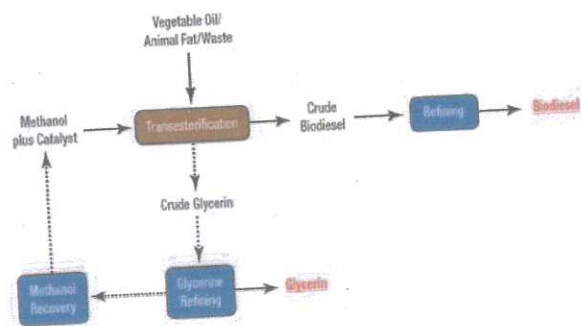 Vegetable Oil/
Animal Fat/Waste
Methanol
plus Catalyst
Transesterification
Crude
Biodiesel
Refining
Biodiesel
Crude Glycerin
Methanol
Recovery
Glycerine
Refining
Glycerin